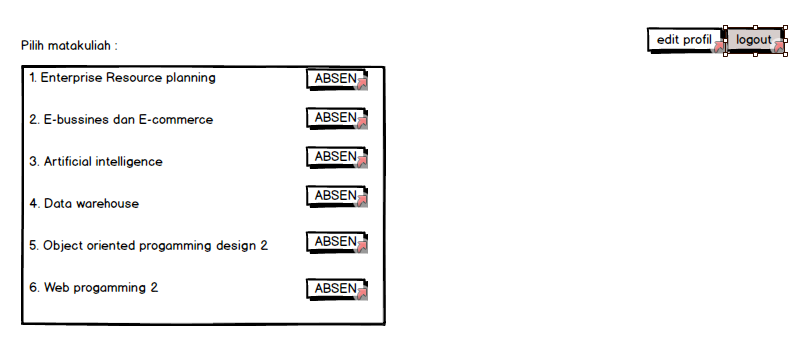 edit profil logout
Pilih matakuliah :
1. Enterprise Resource planning ABSEN
2. E-bussines dan E-commerce ABSEN
3. Artificial intelligence ABSEN
4. Data warehouse ABSEN
5. Object oriented progamming design 2 ABSEN
6. Web progamming 2 ABSEN